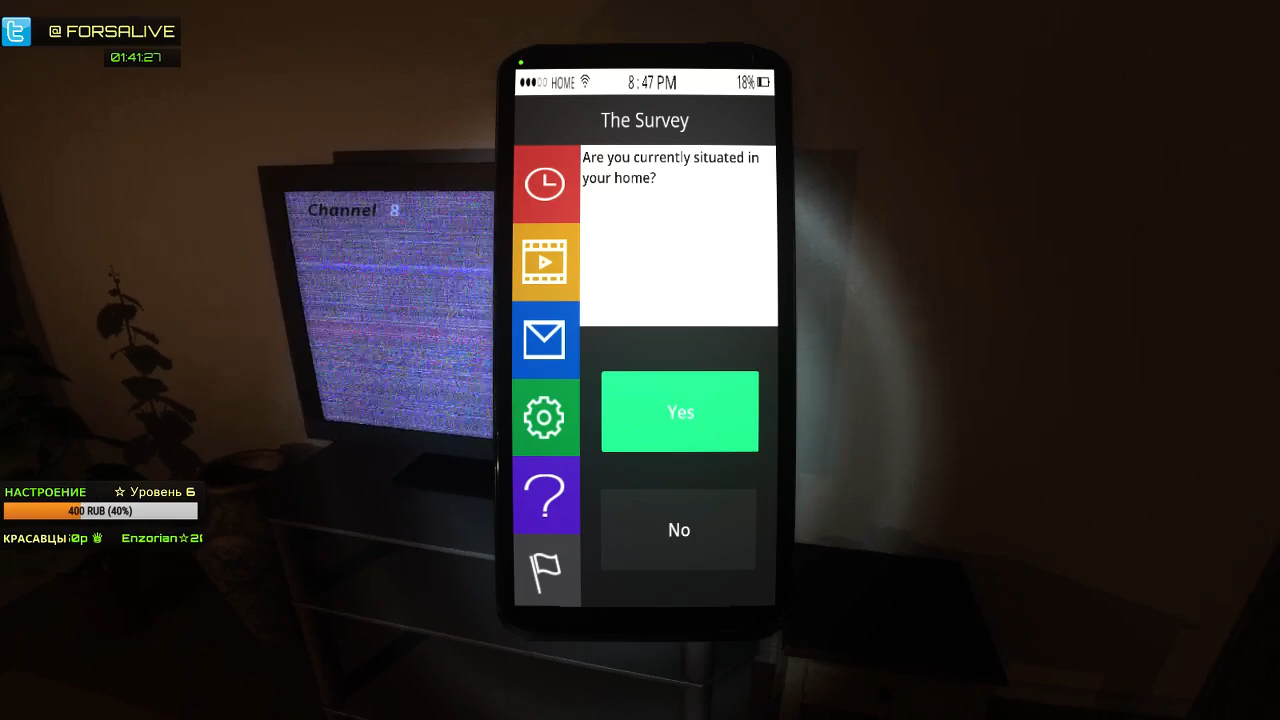 @ FORSALIVE
01:41:27
HOME 8:47 PM 18%
The Survey
Are you currently situated in
your home?
Channel 8
Yes
No
НАСТРОЕНИЕ ☆ Уровень 6
400 RUB (40%)
КРАСАВЦЫ Enzorian☆